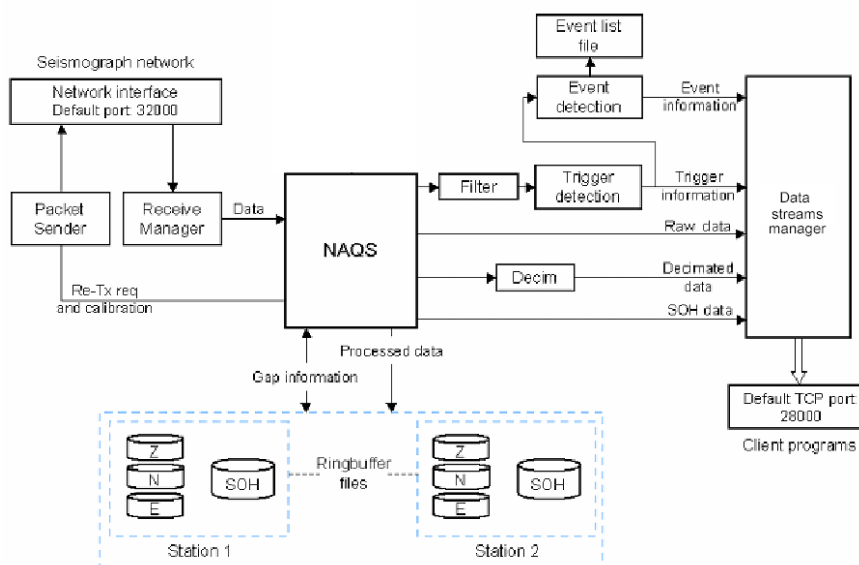 Event list
file
Seismograph network
Network interface
Default port: 32000
Event
detection
Event
information
Packet
Sender
Receive
Manager
Data
NAQS
Filter
Trigger
detection
Trigger
information
Data
streams
manager
Raw data
Decim
Decimated
data
SOH data
Re-Tx req
and calibration
Processed data
Gap information
Default TCP port:
28000
Client programs
Z
N
E
SOH
Ringbuffer
files
Z
N
E
SOH
Station 1
Station 2